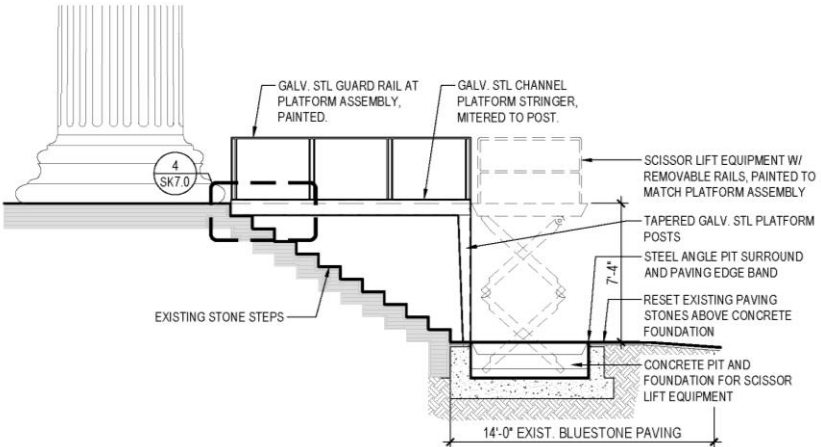 GALV. STL GUARD RAIL AT
PLATFORM ASSEMBLY,
PAINTED.
GALV. STL CHANNEL
PLATFORM STRINGER,
MITERED TO POST.
4
SK7.0
SCISSOR LIFT EQUIPMENT W/
REMOVABLE RAILS, PAINTED TO
MATCH PLATFORM ASSEMBLY
TAPERED GALV. STL PLATFORM
POSTS
STEEL ANGLE PIT SURROUND
AND PAVING EDGE BAND
7'-4"
RESET EXISTING PAVING
STONES ABOVE CONCRETE
FOUNDATION
EXISTING STONE STEPS
CONCRETE PIT AND
FOUNDATION FOR SCISSOR
LIFT EQUIPMENT
14'-0" EXIST. BLUESTONE PAVING